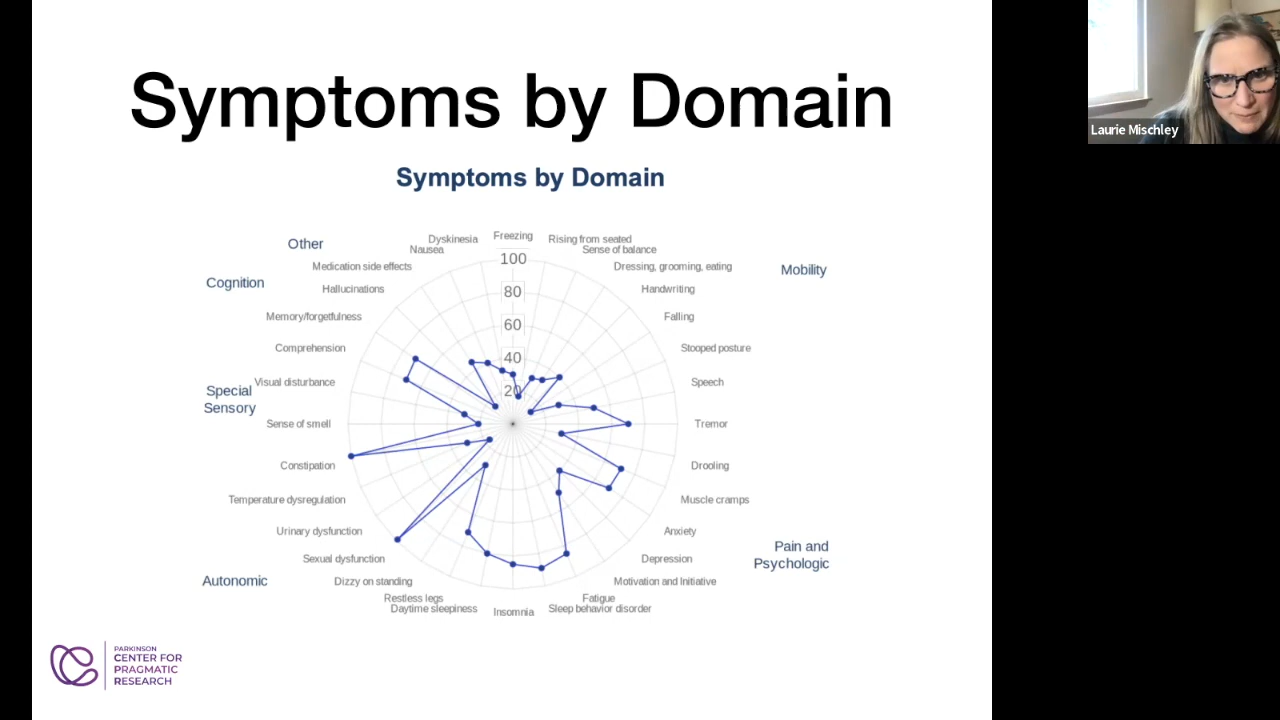 Symptoms by Domain
Laurie Mischley
Symptoms by Domain
Other
Cognition
Special
Sensory
Autonomic
Mobility
Pain and
Psychologic
Freezing
Rising from seated
Sense of balance
Dressing, grooming, eating
Handwriting
Falling
Stooped posture
Speech
Tremor
Drooling
Muscle cramps
Anxiety
Depression
Motivation and Initiative
Fatigue
Sleep behavior disorder
Insomnia
Daytime sleepiness
Restless legs
Dizzy on standing
Sexual dysfunction
Urinary dysfunction
Temperature dysregulation
Constipation
Sense of smell
Visual disturbance
Comprehension
Memory/forgetfulness
Hallucinations
Medication side effects
Nausea
Dyskinesia
100
80
60
40
20
PARKINSON
CENTER FOR
PRAGMATIC
RESEARCH